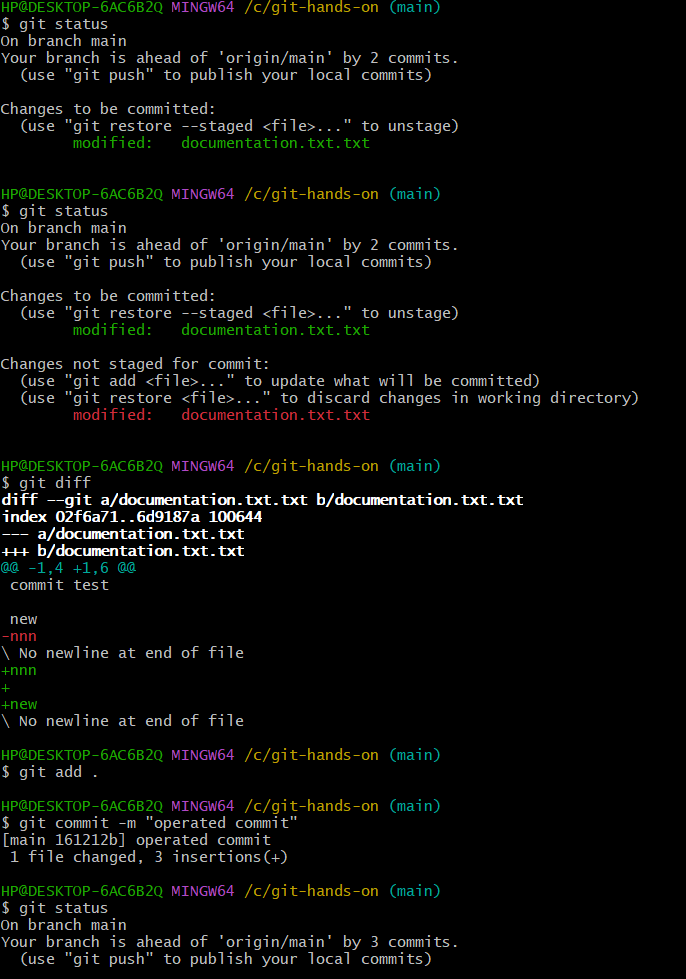 HP@DESKTOP-6AC6B2Q MINGW64 /c/git-hands-on (main)
$ git status
On branch main
Your branch is ahead of 'origin/main' by 2 commits.
  (use "git push" to publish your local commits)

Changes to be committed:
  (use "git restore --staged <file>..." to unstage)
        modified:   documentation.txt.txt


HP@DESKTOP-6AC6B2Q MINGW64 /c/git-hands-on (main)
$ git status
On branch main
Your branch is ahead of 'origin/main' by 2 commits.
  (use "git push" to publish your local commits)

Changes to be committed:
  (use "git restore --staged <file>..." to unstage)
        modified:   documentation.txt.txt

Changes not staged for commit:
  (use "git add <file>..." to update what will be committed)
  (use "git restore <file>..." to discard changes in working directory)
        modified:   documentation.txt.txt


HP@DESKTOP-6AC6B2Q MINGW64 /c/git-hands-on (main)
$ git diff
diff --git a/documentation.txt.txt b/documentation.txt.txt
index 02f6a71..6d9187a 100644
--- a/documentation.txt.txt
+++ b/documentation.txt.txt
@@ -1,4 +1,6 @@
 commit test

 new
-nnn
\ No newline at end of file
+nnn
+
+new
\ No newline at end of file

HP@DESKTOP-6AC6B2Q MINGW64 /c/git-hands-on (main)
$ git add .

HP@DESKTOP-6AC6B2Q MINGW64 /c/git-hands-on (main)
$ git commit -m "operated commit"
[main 161212b] operated commit
 1 file changed, 3 insertions(+)

HP@DESKTOP-6AC6B2Q MINGW64 /c/git-hands-on (main)
$ git status
On branch main
Your branch is ahead of 'origin/main' by 3 commits.
  (use "git push" to publish your local commits)